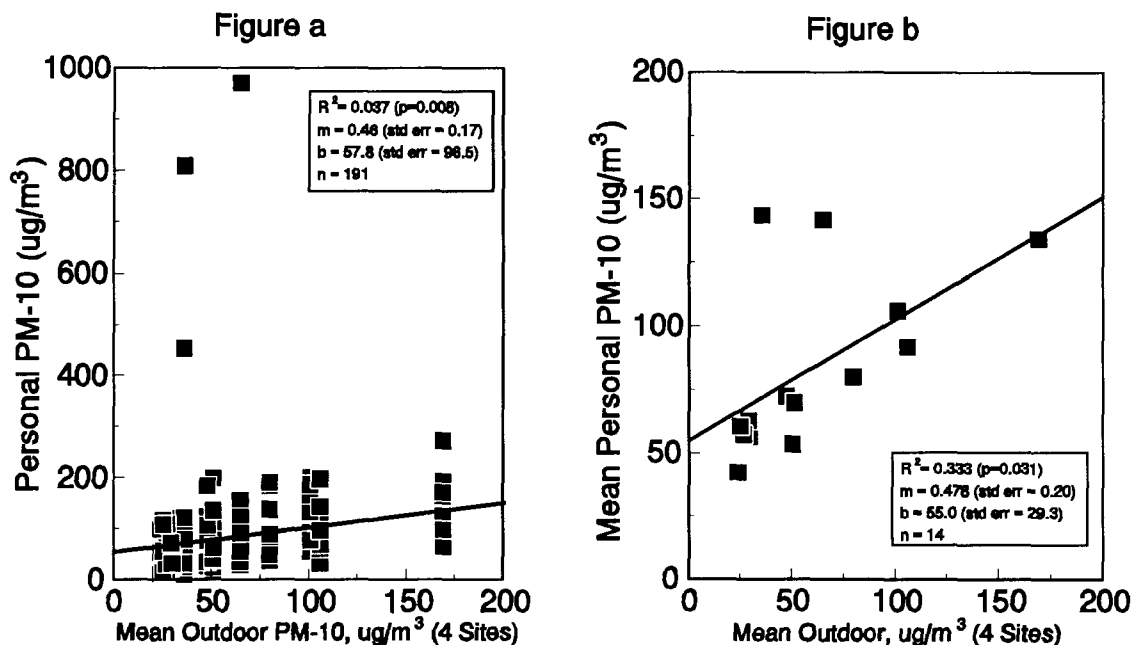 Figure a
Personal PM-10 (ug/m³)
1000
800
600
400
200
0
R² = 0.037 (p=0.008)
m = 0.46 (std err = 0.17)
b = 57.8 (std err = 96.5)
n = 191
0 50 100 150 200
Mean Outdoor PM-10, ug/m³ (4 Sites)
Figure b
Mean Personal PM-10 (ug/m³)
200
150
100
50
0
R² = 0.333 (p=0.031)
m = 0.476 (std err = 0.20)
b = 55.0 (std err = 29.3)
n = 14
0 50 100 150 200
Mean Outdoor, ug/m³ (4 Sites)